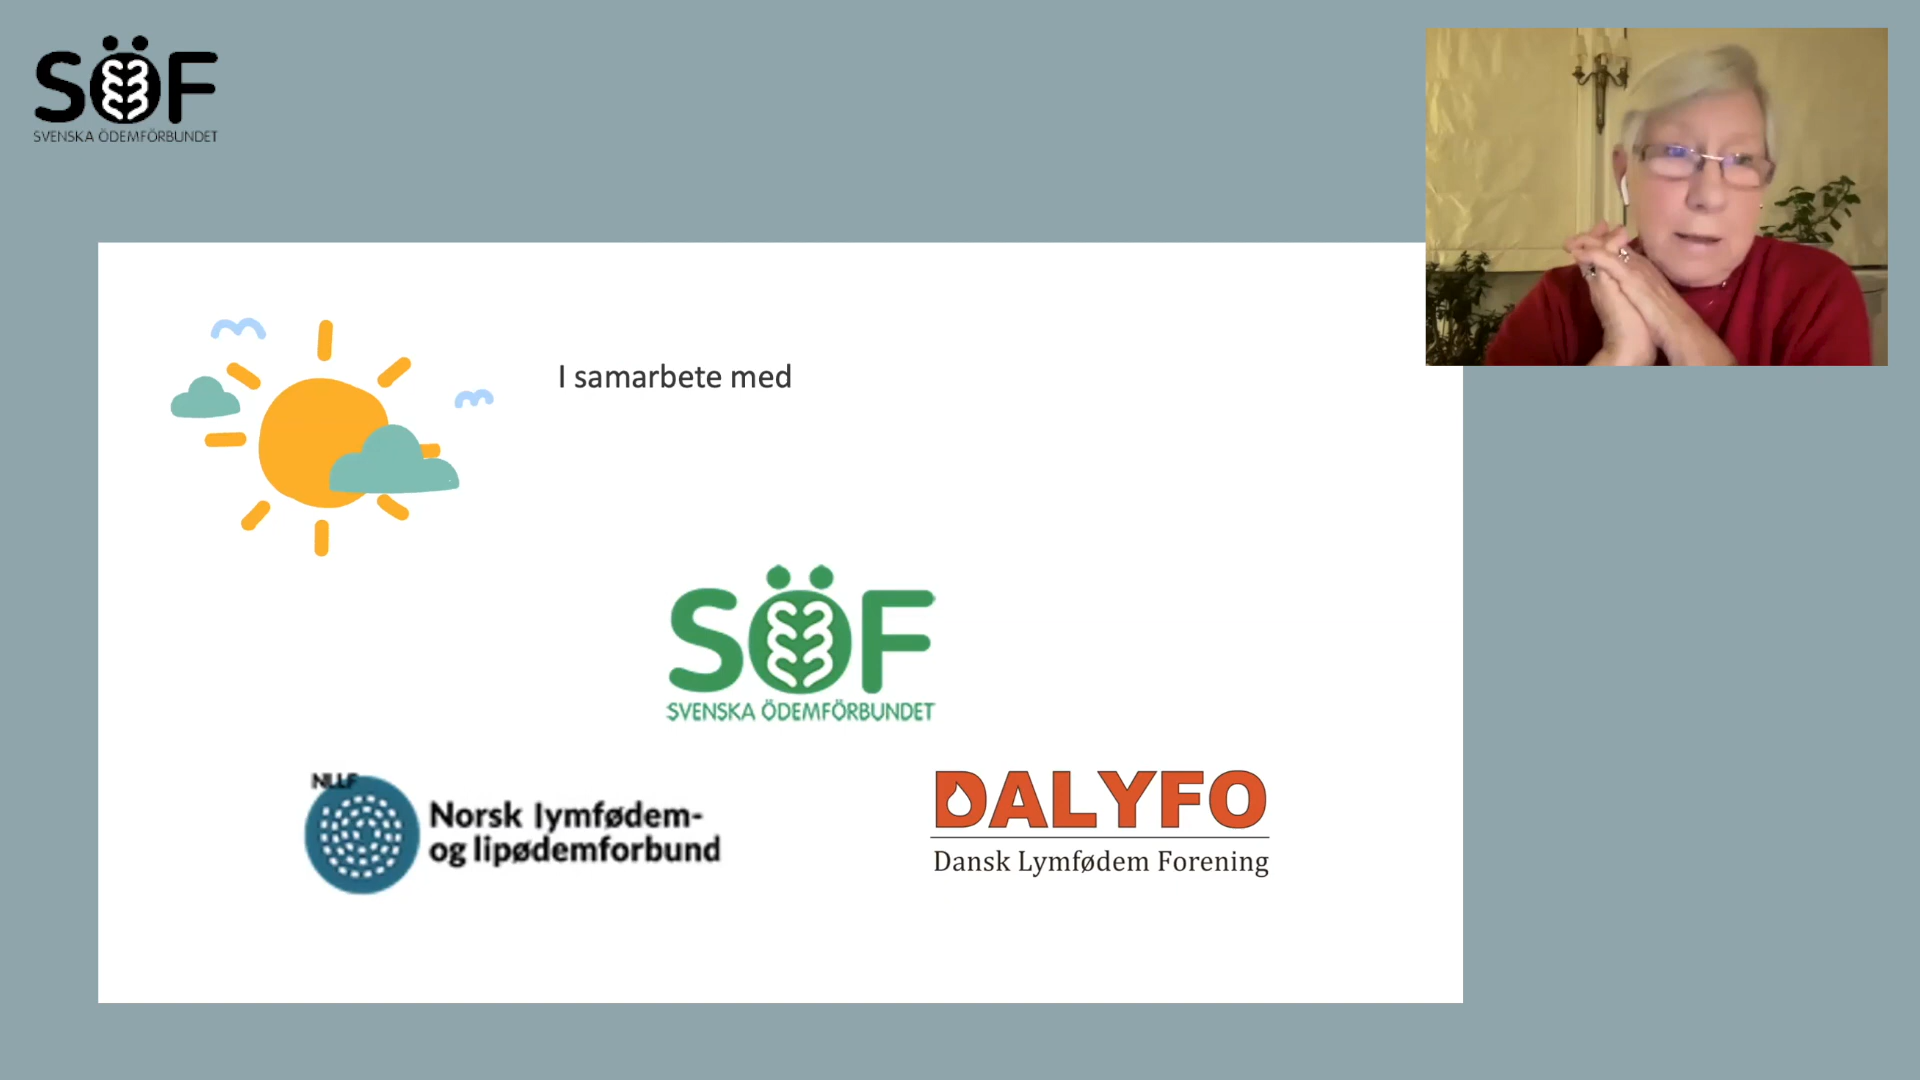 SÖF
SVENSKA ÖDEMFÖRBUNDET
I samarbete med
SÖF
SVENSKA ÖDEMFÖRBUNDET
NLLF
Norsk lymfødem-
og lipødemforbund
DALYFO
Dansk Lymfødem Forening